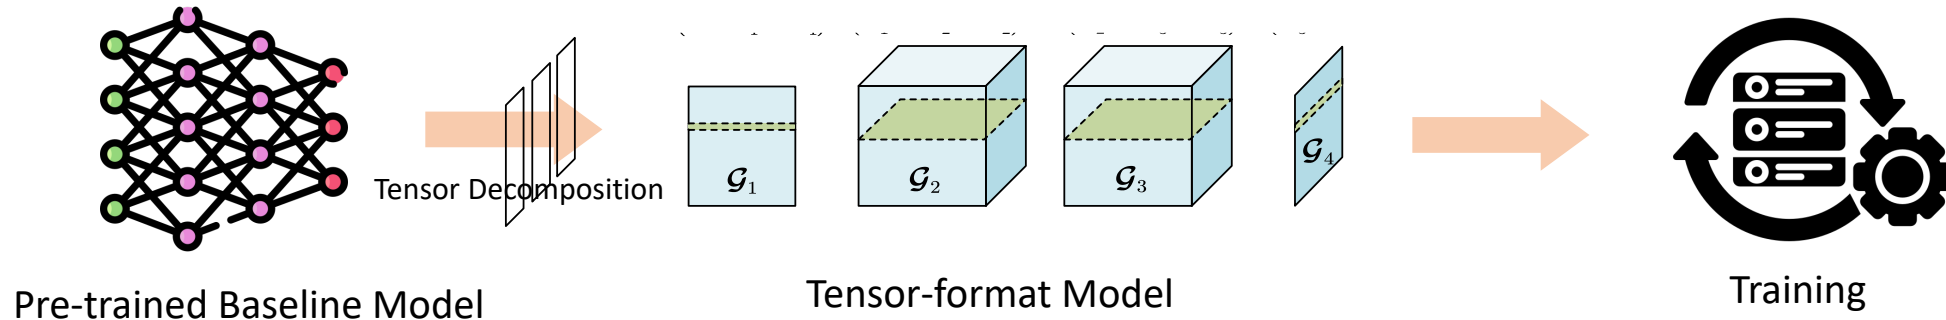 Tensor Decomposition
𝓖₁
𝓖₂
𝓖₃
𝓖₄
Pre-trained Baseline Model
Tensor-format Model
Training